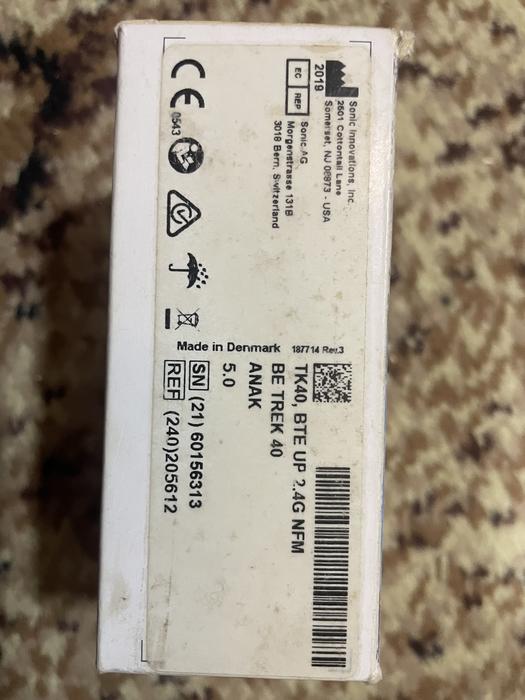 2019
Sonic Innovations, Inc.
2501 Cottontail Lane
Somerset, NJ 08873 - USA
EC REP
Sonic AG
Morgenstrasse 131B
3018 Bern, Switzerland
CE 0543
Made in Denmark 187714 Rev.3
TK40, BTE UP 2.4G NFM
BE TREK 40
ANAK
5.0
SN (21) 60156313
REF (240)205612